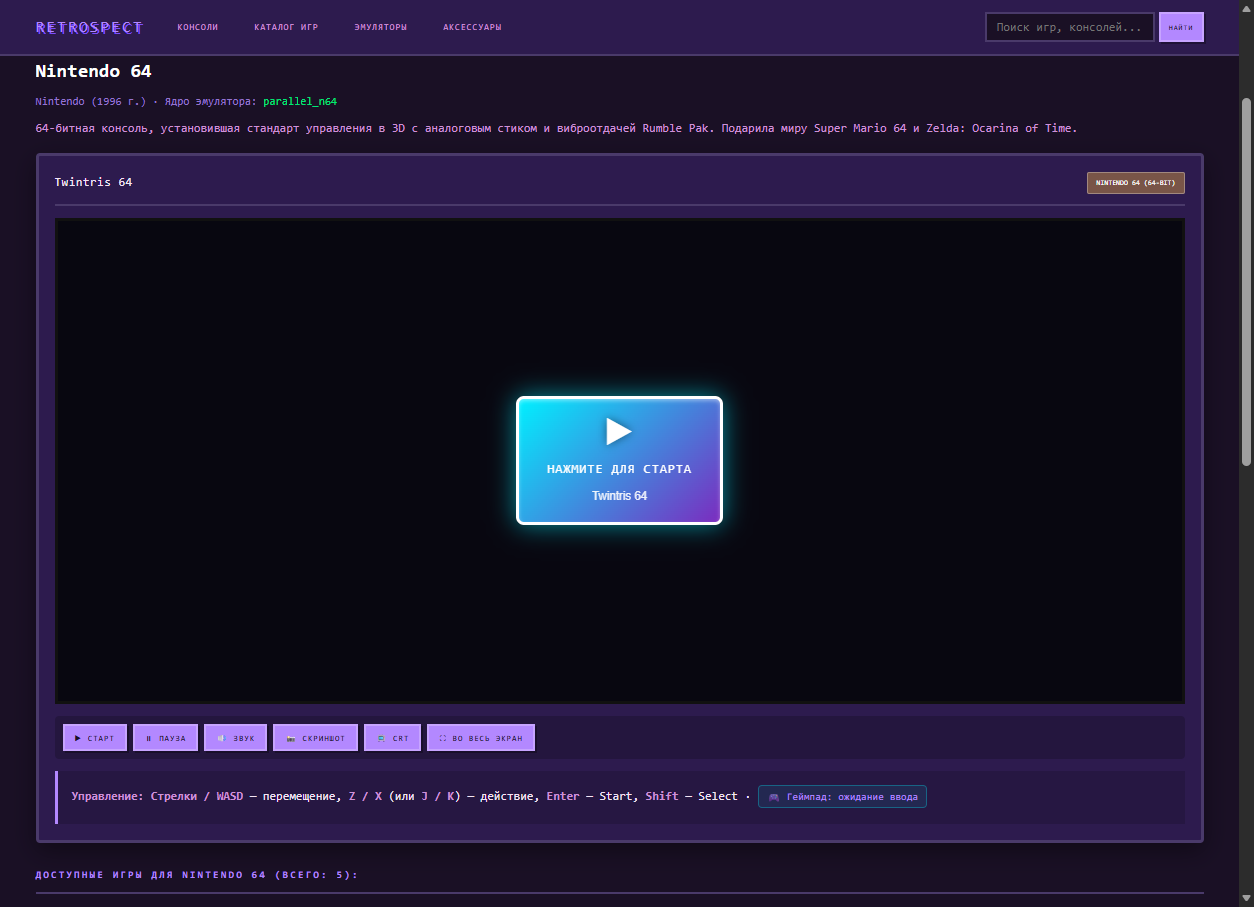 RETROSPECT
КОНСОЛИ
КАТАЛОГ ИГР
ЭМУЛЯТОРЫ
АКСЕССУАРЫ
Поиск игр, консолей...
НАЙТИ
Nintendo 64
Nintendo (1996 г.) · Ядро эмулятора: parallel_n64
64-битная консоль, установившая стандарт управления в 3D с аналоговым стиком и виброотдачей Rumble Pak. Подарила миру Super Mario 64 и Zelda: Ocarina of Time.
Twintris 64
NINTENDO 64 (64-BIT)
НАЖМИТЕ ДЛЯ СТАРТА
Twintris 64
СТАРТ
ПАУЗА
ЗВУК
СКРИНШОТ
CRT
ВО ВЕСЬ ЭКРАН
Управление: Стрелки / WASD — перемещение, Z / X (или J / K) — действие, Enter — Start, Shift — Select ·
Геймпад: ожидание ввода
ДОСТУПНЫЕ ИГРЫ ДЛЯ NINTENDO 64 (ВСЕГО: 5):